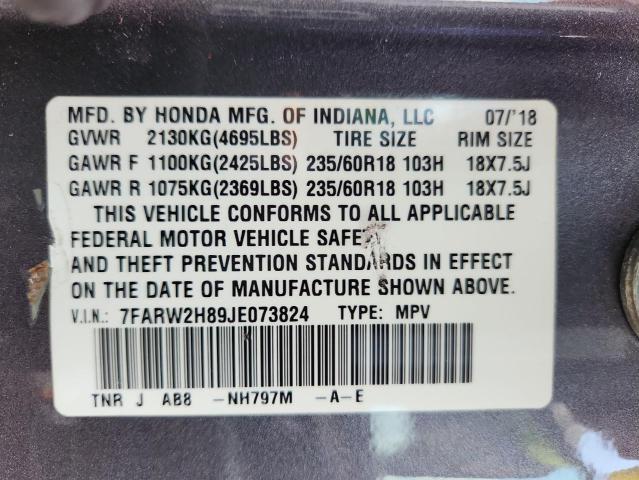 MFD. BY HONDA MFG. OF INDIANA, LLC 07/'18
GVWR 2130KG(4695LBS) TIRE SIZE RIM SIZE
GAWR F 1100KG(2425LBS) 235/60R18 103H 18X7.5J
GAWR R 1075KG(2369LBS) 235/60R18 103H 18X7.5J
THIS VEHICLE CONFORMS TO ALL APPLICABLE
FEDERAL MOTOR VEHICLE SAFETY
AND THEFT PREVENTION STANDARDS IN EFFECT
ON THE DATE OF MANUFACTURE SHOWN ABOVE.
V.I.N.: 7FARW2H89JE073824 TYPE: MPV
TNR J AB8 -NH797M -A-E